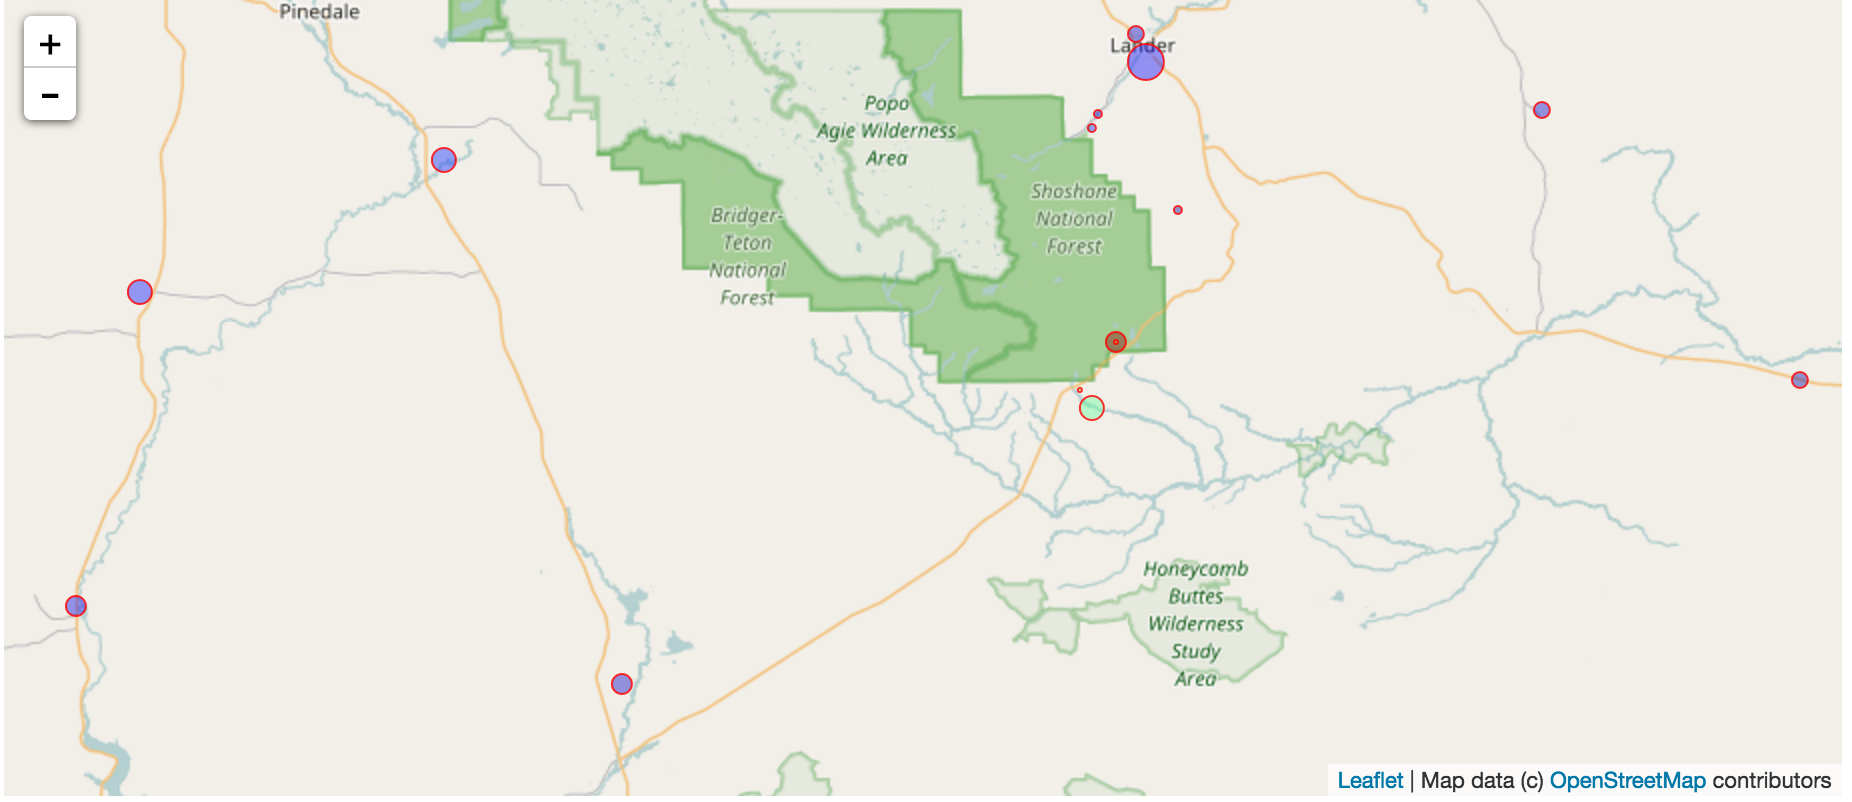 Pinedale
+
−
Lander
Popo
Agie Wilderness
Area
Shoshone
National
Forest
Bridger-
Teton
National
Forest
Honeycomb
Buttes
Wilderness
Study
Area
Leaflet | Map data (c) OpenStreetMap contributors